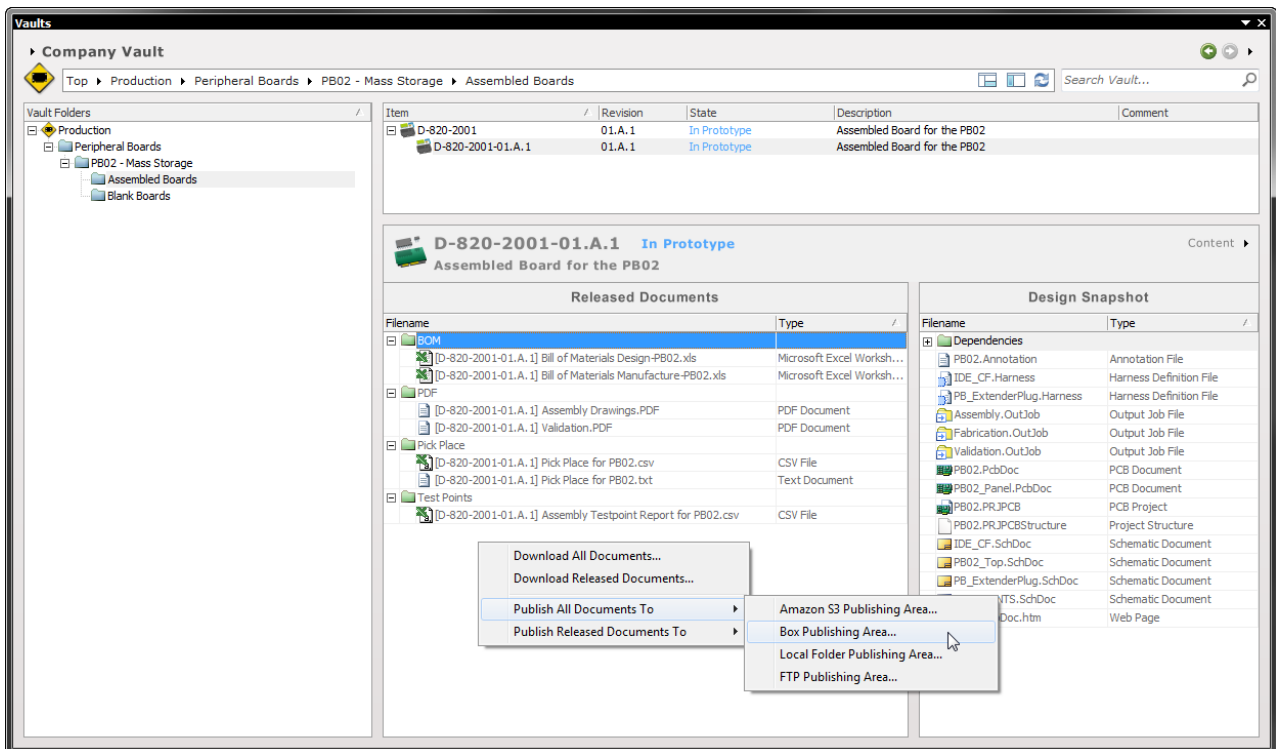 Vaults
Company Vault
Top Production Peripheral Boards PB02 - Mass Storage Assembled Boards
Search Vault...
Vault Folders
Production
Peripheral Boards
PB02 - Mass Storage
Assembled Boards
Blank Boards
Item Revision State Description Comment
D-820-2001 01.A.1 In Prototype Assembled Board for the PB02
D-820-2001-01.A.1 01.A.1 In Prototype Assembled Board for the PB02
D-820-2001-01.A.1 In Prototype
Content
Assembled Board for the PB02
Released Documents
Filename Type
BOM
[D-820-2001-01.A.1] Bill of Materials Design-PB02.xls Microsoft Excel Worksh...
[D-820-2001-01.A.1] Bill of Materials Manufacture-PB02.xls Microsoft Excel Worksh...
PDF
[D-820-2001-01.A.1] Assembly Drawings.PDF PDF Document
[D-820-2001-01.A.1] Validation.PDF PDF Document
Pick Place
[D-820-2001-01.A.1] Pick Place for PB02.csv CSV File
[D-820-2001-01.A.1] Pick Place for PB02.txt Text Document
Test Points
[D-820-2001-01.A.1] Assembly Testpoint Report for PB02.csv CSV File
Design Snapshot
Filename Type
Dependencies
PB02.Annotation Annotation File
IDE_CF.Harness Harness Definition File
PB_ExtenderPlug.Harness Harness Definition File
Assembly.OutJob Output Job File
Fabrication.OutJob Output Job File
Validation.OutJob Output Job File
PB02.PcbDoc PCB Document
PB02_Panel.PcbDoc PCB Document
PB02.PRJPCB PCB Project
PB02.PRJPCBStructure Project Structure
IDE_CF.SchDoc Schematic Document
PB02_Top.SchDoc Schematic Document
PB_ExtenderPlug.SchDoc Schematic Document
NTS.SchDoc Schematic Document
Doc.htm Web Page
Download All Documents...
Download Released Documents...
Publish All Documents To
Publish Released Documents To
Amazon S3 Publishing Area...
Box Publishing Area...
Local Folder Publishing Area...
FTP Publishing Area...